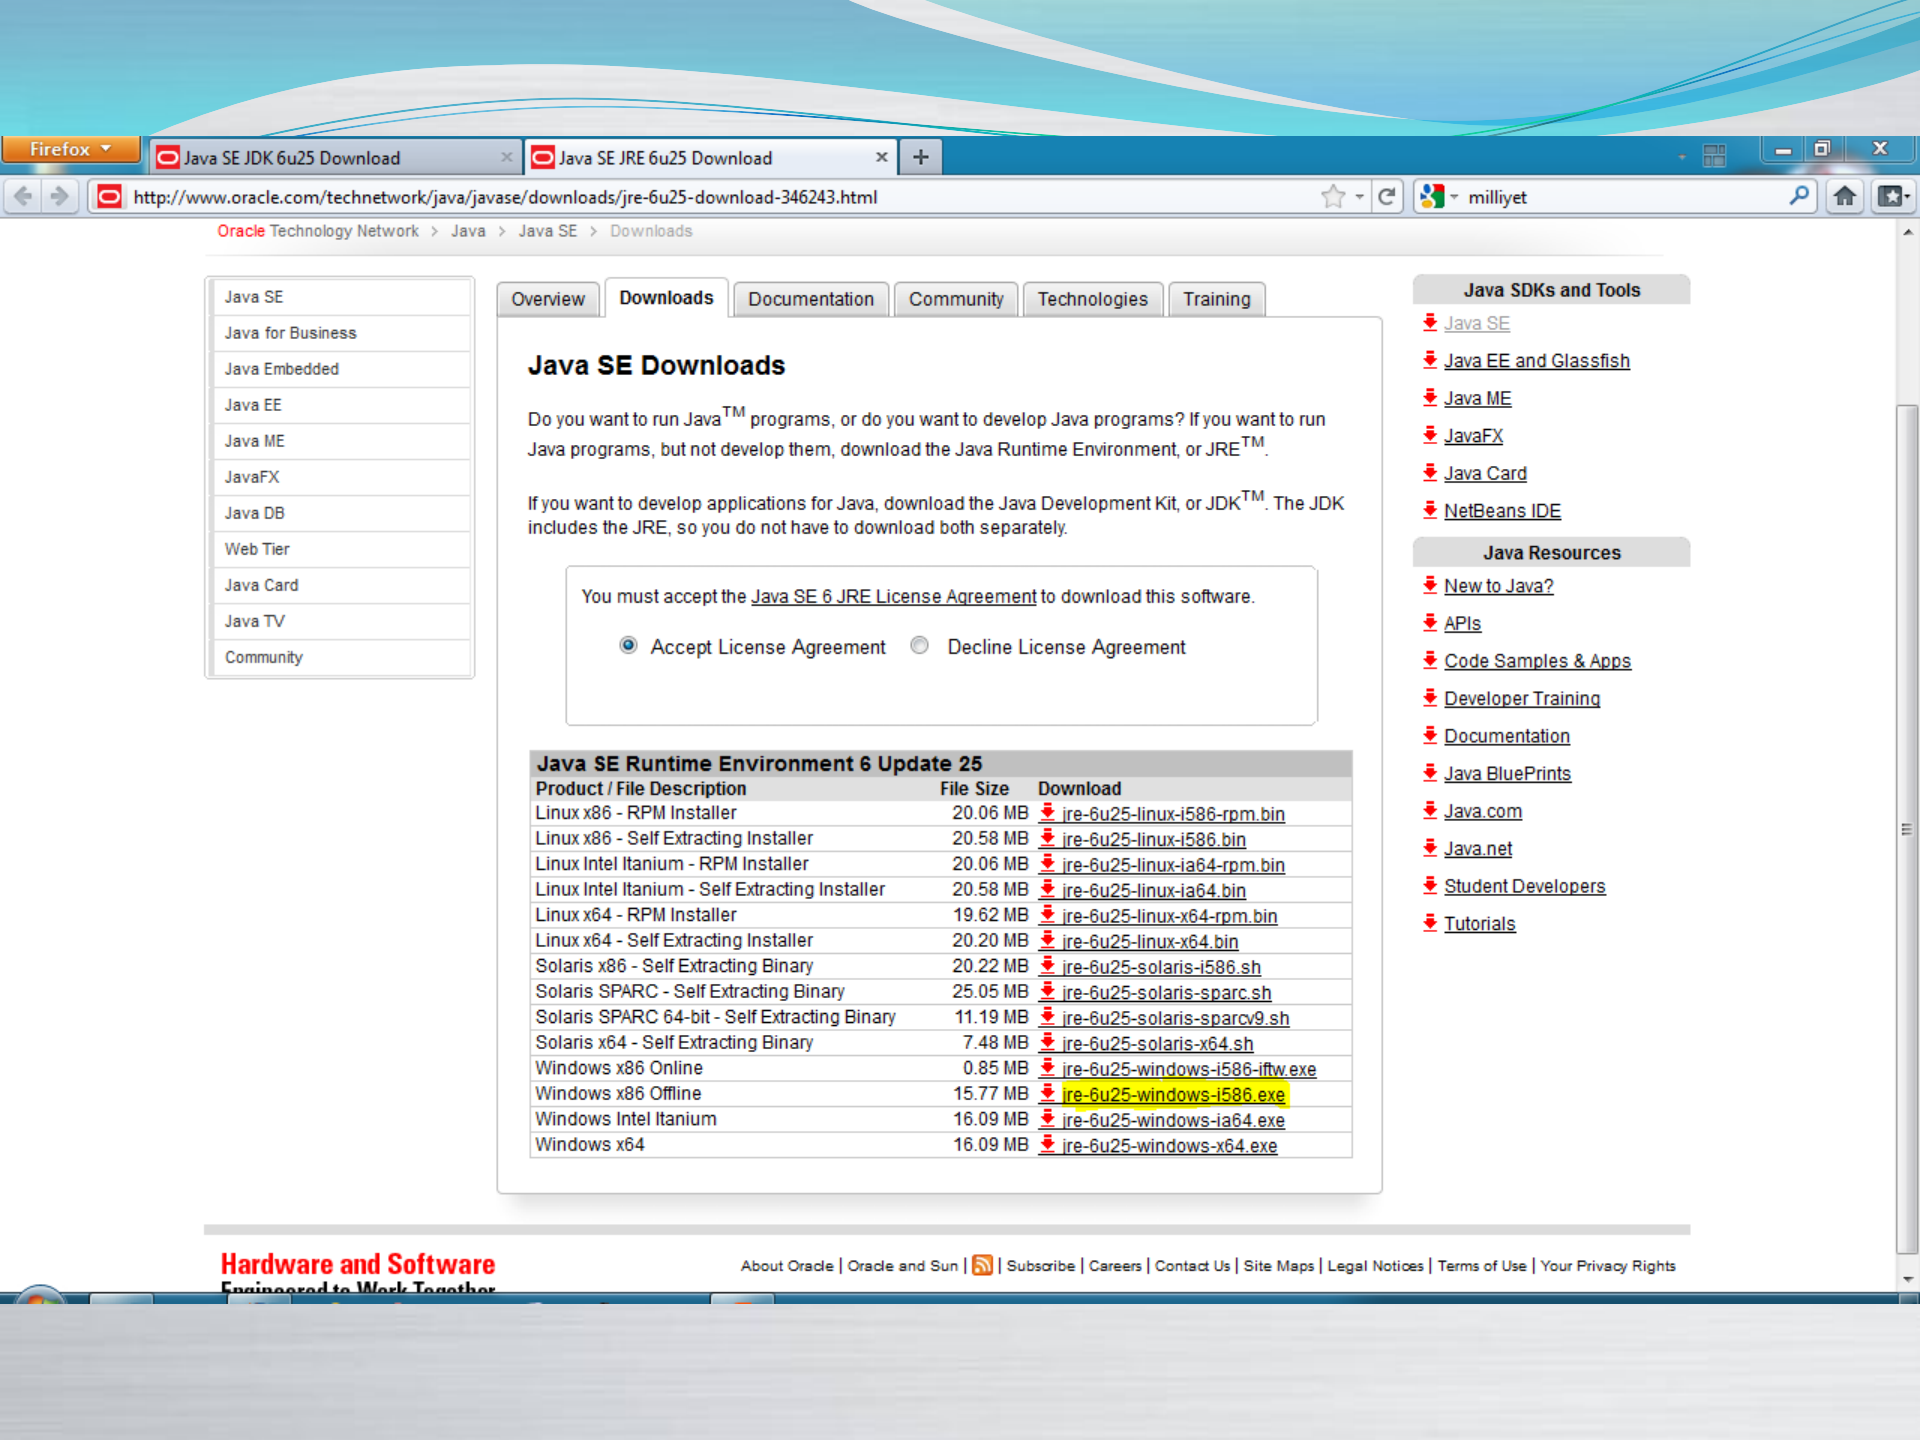 Firefox
Java SE JDK 6u25 Download
Java SE JRE 6u25 Download
http://www.oracle.com/technetwork/java/javase/downloads/jre-6u25-download-346243.html
milliyet
Oracle Technology Network > Java > Java SE > Downloads
Java SE
Java for Business
Java Embedded
Java EE
Java ME
JavaFX
Java DB
Web Tier
Java Card
Java TV
Community
Overview
Downloads
Documentation
Community
Technologies
Training
Java SE Downloads
Do you want to run Java™ programs, or do you want to develop Java programs? If you want to run
Java programs, but not develop them, download the Java Runtime Environment, or JRE™.
If you want to develop applications for Java, download the Java Development Kit, or JDK™. The JDK
includes the JRE, so you do not have to download both separately.
You must accept the Java SE 6 JRE License Agreement to download this software.
Accept License Agreement Decline License Agreement
Java SE Runtime Environment 6 Update 25
Product / File Description File Size Download
Linux x86 - RPM Installer 20.06 MB jre-6u25-linux-i586-rpm.bin
Linux x86 - Self Extracting Installer 20.58 MB jre-6u25-linux-i586.bin
Linux Intel Itanium - RPM Installer 20.06 MB jre-6u25-linux-ia64-rpm.bin
Linux Intel Itanium - Self Extracting Installer 20.58 MB jre-6u25-linux-ia64.bin
Linux x64 - RPM Installer 19.62 MB jre-6u25-linux-x64-rpm.bin
Linux x64 - Self Extracting Installer 20.20 MB jre-6u25-linux-x64.bin
Solaris x86 - Self Extracting Binary 20.22 MB jre-6u25-solaris-i586.sh
Solaris SPARC - Self Extracting Binary 25.05 MB jre-6u25-solaris-sparc.sh
Solaris SPARC 64-bit - Self Extracting Binary 11.19 MB jre-6u25-solaris-sparcv9.sh
Solaris x64 - Self Extracting Binary 7.48 MB jre-6u25-solaris-x64.sh
Windows x86 Online 0.85 MB jre-6u25-windows-i586-iftw.exe
Windows x86 Offline 15.77 MB jre-6u25-windows-i586.exe
Windows Intel Itanium 16.09 MB jre-6u25-windows-ia64.exe
Windows x64 16.09 MB jre-6u25-windows-x64.exe
Java SDKs and Tools
Java SE
Java EE and Glassfish
Java ME
JavaFX
Java Card
NetBeans IDE
Java Resources
New to Java?
APIs
Code Samples & Apps
Developer Training
Documentation
Java BluePrints
Java.com
Java.net
Student Developers
Tutorials
Hardware and Software
Engineered to Work Together
About Oracle | Oracle and Sun | | Subscribe | Careers | Contact Us | Site Maps | Legal Notices | Terms of Use | Your Privacy Rights